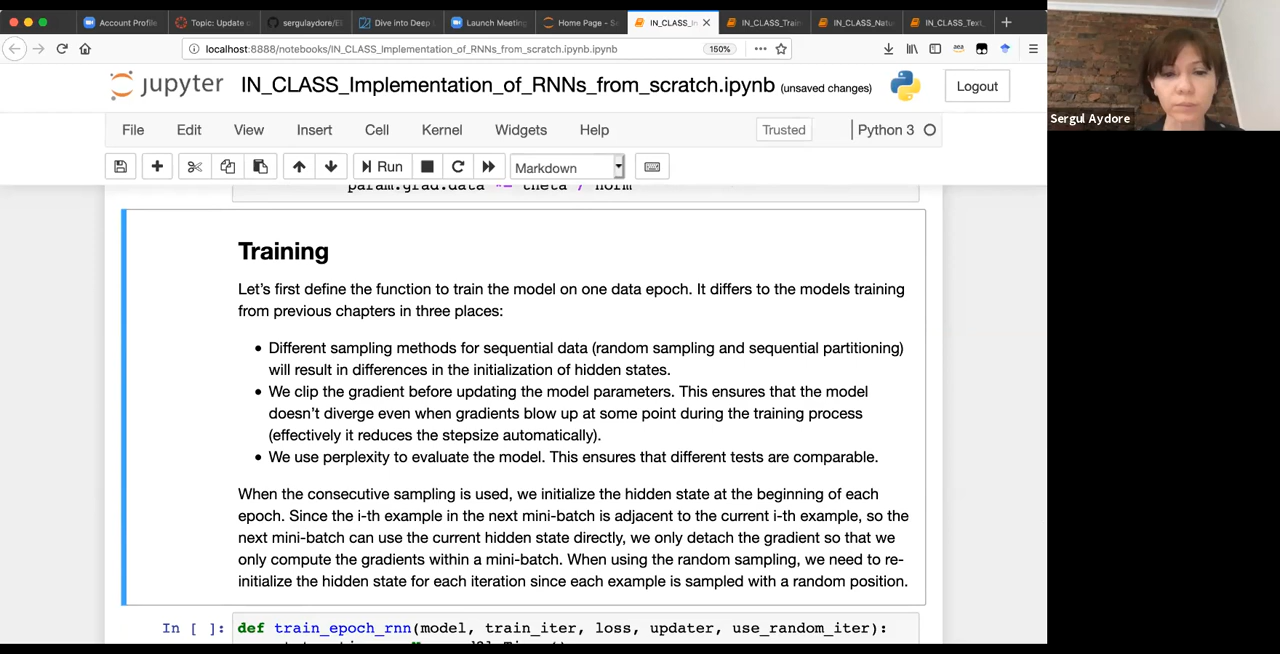 Account Profile
Topic: Update o
sergulaydore/E
Dive into Deep
Launch Meeting
Home Page - S
IN_CLASS_I
IN_CLASS_Train
IN_CLASS_Natu
IN_CLASS_Text_
localhost:8888/notebooks/IN_CLASS_Implementation_of_RNNs_from_scratch.ipynb.ipynb
150%
jupyter IN_CLASS_Implementation_of_RNNs_from_scratch.ipynb (unsaved changes)
Logout
Sergul Aydore
File Edit View Insert Cell Kernel Widgets Help
Trusted
Python 3
Run
Markdown
param.grad.data *= theta / norm
Training
Let's first define the function to train the model on one data epoch. It differs to the models training
from previous chapters in three places:
• Different sampling methods for sequential data (random sampling and sequential partitioning)
will result in differences in the initialization of hidden states.
• We clip the gradient before updating the model parameters. This ensures that the model
doesn't diverge even when gradients blow up at some point during the training process
(effectively it reduces the stepsize automatically).
• We use perplexity to evaluate the model. This ensures that different tests are comparable.
When the consecutive sampling is used, we initialize the hidden state at the beginning of each
epoch. Since the i-th example in the next mini-batch is adjacent to the current i-th example, so the
next mini-batch can use the current hidden state directly, we only detach the gradient so that we
only compute the gradients within a mini-batch. When using the random sampling, we need to re-
initialize the hidden state for each iteration since each example is sampled with a random position.
In [ ]: def train_epoch_rnn(model, train_iter, loss, updater, use_random_iter):